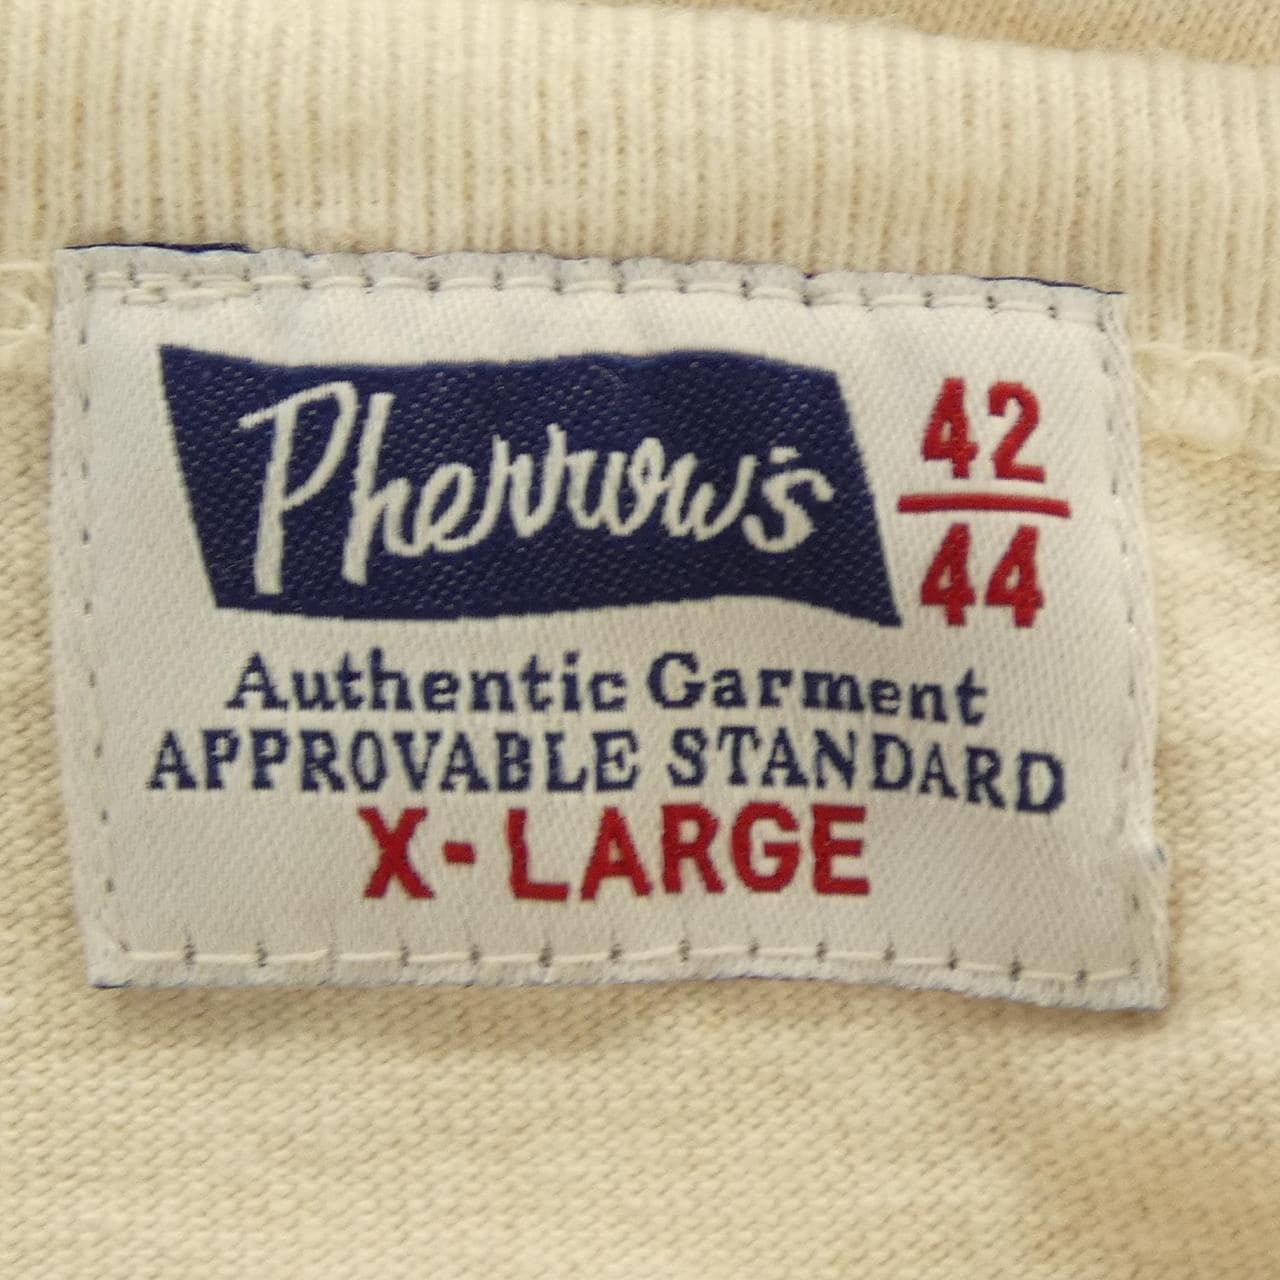 Pherrow's
42
44
Authentic Garment
APPROVABLE STANDARD
X-LARGE